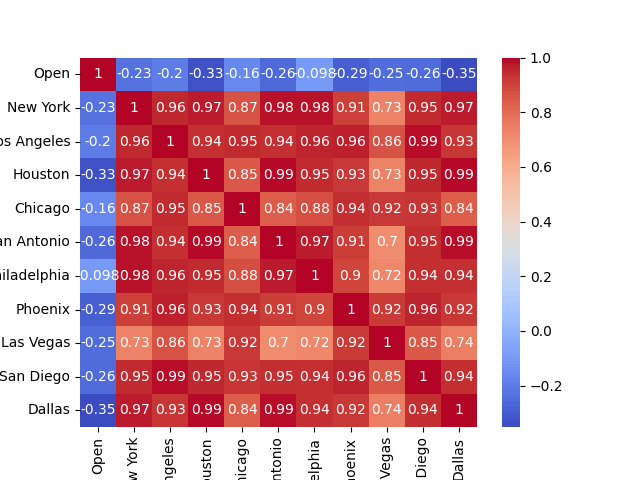 Open 1 -0.23 -0.2 -0.33 -0.16 -0.26 -0.098 -0.29 -0.25 -0.26 -0.35
New York -0.23 1 0.96 0.97 0.87 0.98 0.98 0.91 0.73 0.95 0.97
os Angeles -0.2 0.96 1 0.94 0.95 0.94 0.96 0.96 0.86 0.99 0.93
Houston -0.33 0.97 0.94 1 0.85 0.99 0.95 0.93 0.73 0.95 0.99
Chicago -0.16 0.87 0.95 0.85 1 0.84 0.88 0.94 0.92 0.93 0.84
an Antonio -0.26 0.98 0.94 0.99 0.84 1 0.97 0.91 0.7 0.95 0.99
iladelphia -0.098 0.98 0.96 0.95 0.88 0.97 1 0.9 0.72 0.94 0.94
Phoenix -0.29 0.91 0.96 0.93 0.94 0.91 0.9 1 0.92 0.96 0.92
Las Vegas -0.25 0.73 0.86 0.73 0.92 0.7 0.72 0.92 1 0.85 0.74
San Diego -0.26 0.95 0.99 0.95 0.93 0.95 0.94 0.96 0.85 1 0.94
Dallas -0.35 0.97 0.93 0.99 0.84 0.99 0.94 0.92 0.74 0.94 1
Open
w York
ngeles
ouston
hicago
ntonio
elphia
oenix
Vegas
Diego
Dallas
1.0
0.8
0.6
0.4
0.2
0.0
−0.2